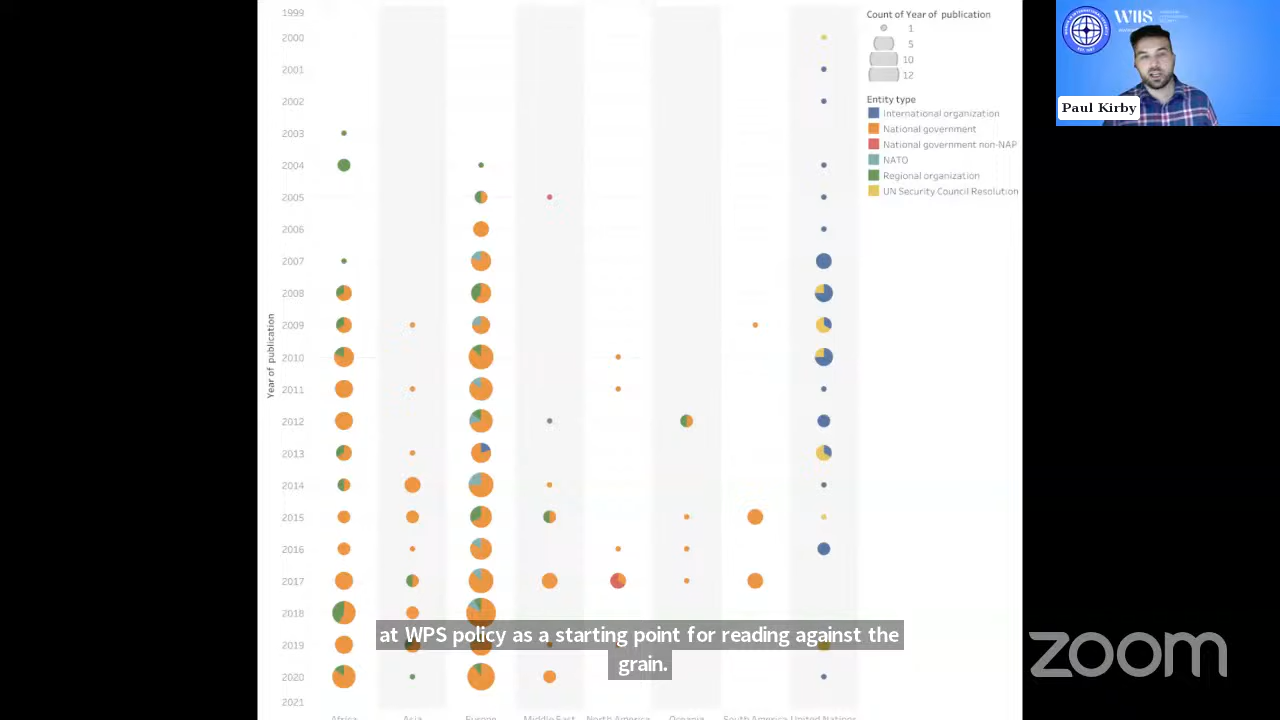 1999
2000
2001
2002
2003
2004
2005
2006
2007
2008
2009
2010
2011
2012
2013
2014
2015
2016
2017
2018
2019
2020
2021
Year of publication
Count of Year of publication
1
5
10
12
Entity type
International organization
National government
National government non-NAP
NATO
Regional organization
UN Security Council Resolution
WIIS
Paul Kirby
at WPS policy as a starting point for reading against the
grain.
Africa Asia Europe Middle East North America Oceania South America United Nations
zoom